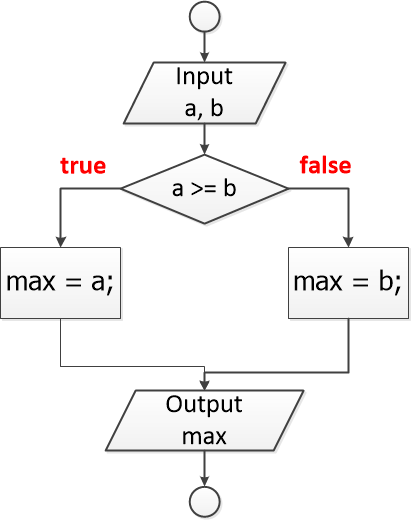 Input
a, b
true
false
a >= b
max = a;
max = b;
Output
max